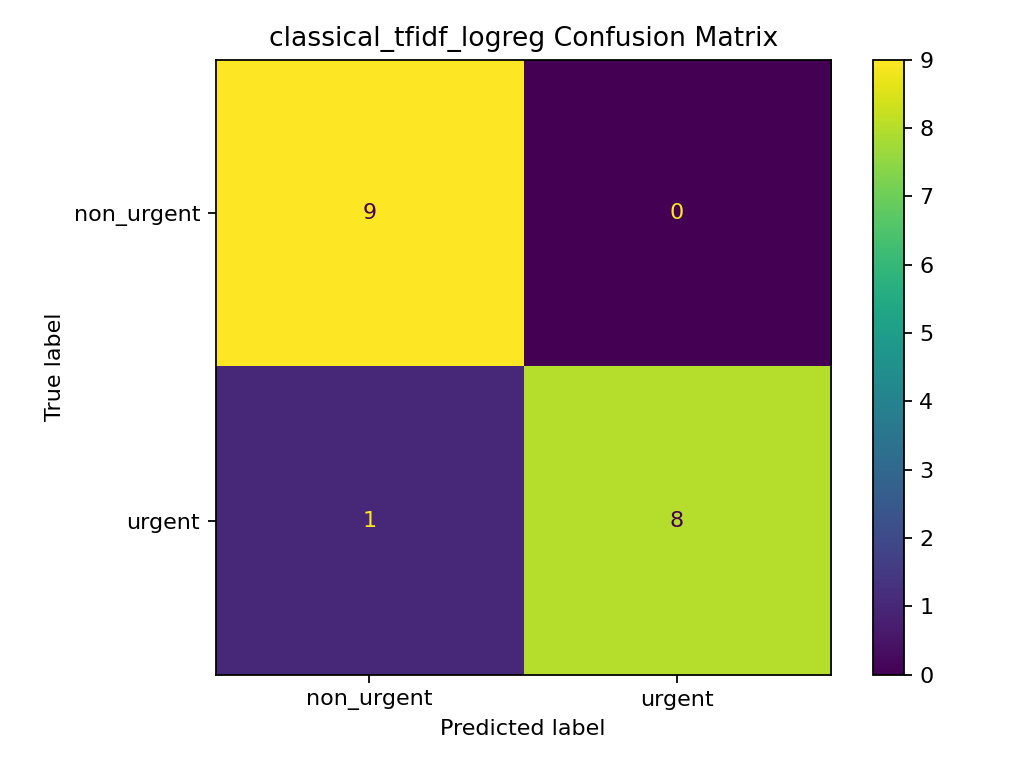 classical_tfidf_logreg Confusion Matrix
True label
non_urgent
9
0
urgent
1
8
non_urgent
urgent
Predicted label
9
8
7
6
5
4
3
2
1
0